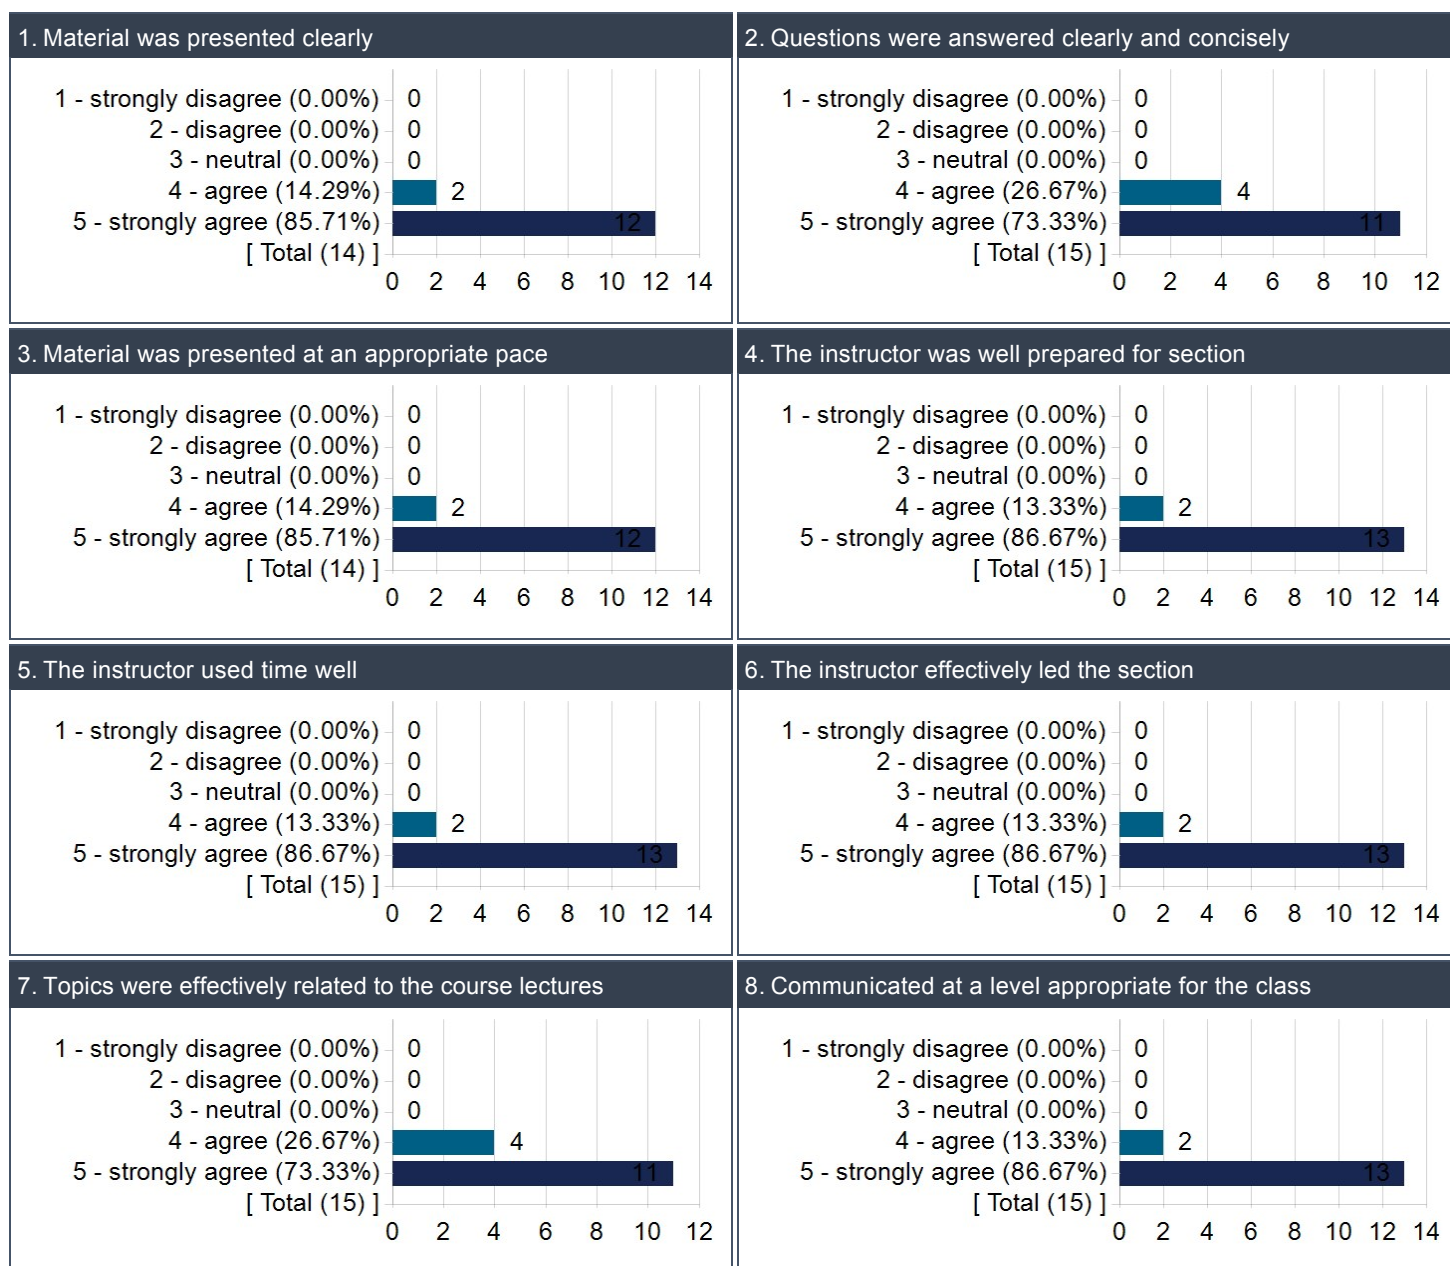 1. Material was presented clearly
1 - strongly disagree (0.00%) 0
2 - disagree (0.00%) 0
3 - neutral (0.00%) 0
4 - agree (14.29%) 2
5 - strongly agree (85.71%) 12
[ Total (14) ]
0 2 4 6 8 10 12 14
2. Questions were answered clearly and concisely
1 - strongly disagree (0.00%) 0
2 - disagree (0.00%) 0
3 - neutral (0.00%) 0
4 - agree (26.67%) 4
5 - strongly agree (73.33%) 11
[ Total (15) ]
0 2 4 6 8 10 12
3. Material was presented at an appropriate pace
1 - strongly disagree (0.00%) 0
2 - disagree (0.00%) 0
3 - neutral (0.00%) 0
4 - agree (14.29%) 2
5 - strongly agree (85.71%) 12
[ Total (14) ]
0 2 4 6 8 10 12 14
4. The instructor was well prepared for section
1 - strongly disagree (0.00%) 0
2 - disagree (0.00%) 0
3 - neutral (0.00%) 0
4 - agree (13.33%) 2
5 - strongly agree (86.67%) 13
[ Total (15) ]
0 2 4 6 8 10 12 14
5. The instructor used time well
1 - strongly disagree (0.00%) 0
2 - disagree (0.00%) 0
3 - neutral (0.00%) 0
4 - agree (13.33%) 2
5 - strongly agree (86.67%) 13
[ Total (15) ]
0 2 4 6 8 10 12 14
6. The instructor effectively led the section
1 - strongly disagree (0.00%) 0
2 - disagree (0.00%) 0
3 - neutral (0.00%) 0
4 - agree (13.33%) 2
5 - strongly agree (86.67%) 13
[ Total (15) ]
0 2 4 6 8 10 12 14
7. Topics were effectively related to the course lectures
1 - strongly disagree (0.00%) 0
2 - disagree (0.00%) 0
3 - neutral (0.00%) 0
4 - agree (26.67%) 4
5 - strongly agree (73.33%) 11
[ Total (15) ]
0 2 4 6 8 10 12
8. Communicated at a level appropriate for the class
1 - strongly disagree (0.00%) 0
2 - disagree (0.00%) 0
3 - neutral (0.00%) 0
4 - agree (13.33%) 2
5 - strongly agree (86.67%) 13
[ Total (15) ]
0 2 4 6 8 10 12 14